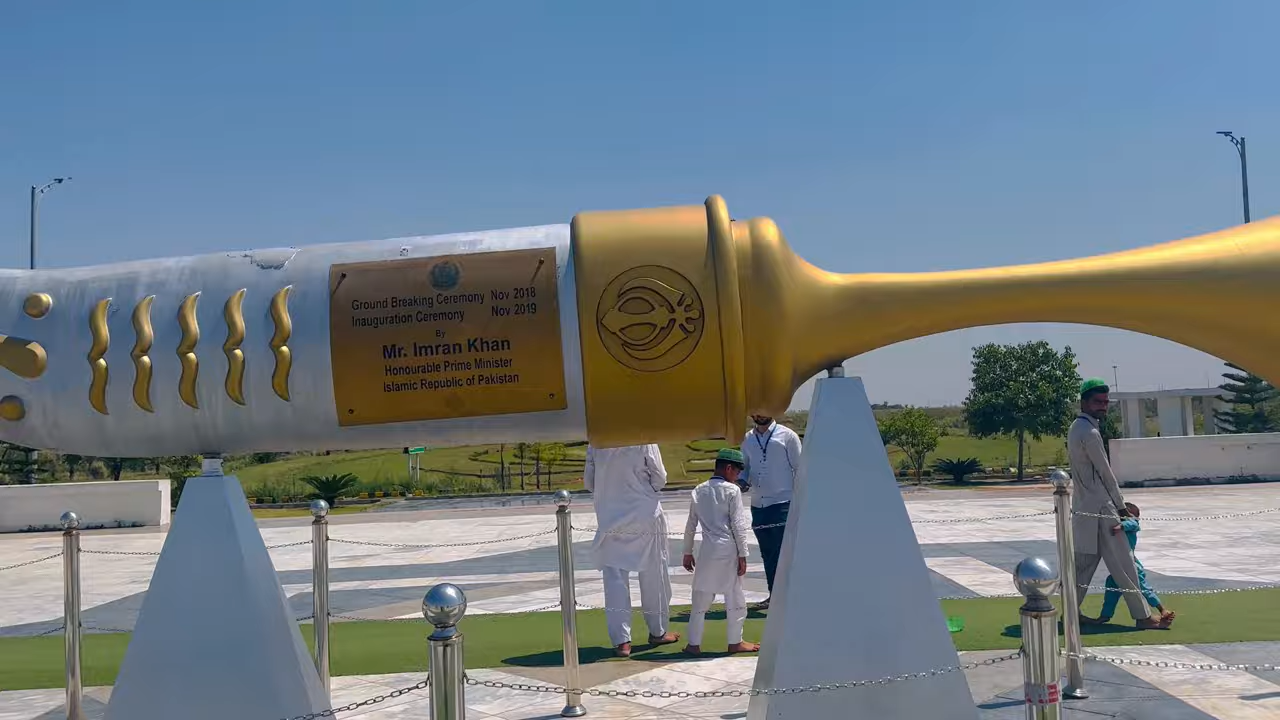 Ground Breaking Ceremony Nov 2018
Inauguration Ceremony Nov 2019
By
Mr. Imran Khan
Honourable Prime Minister
Islamic Republic of Pakistan